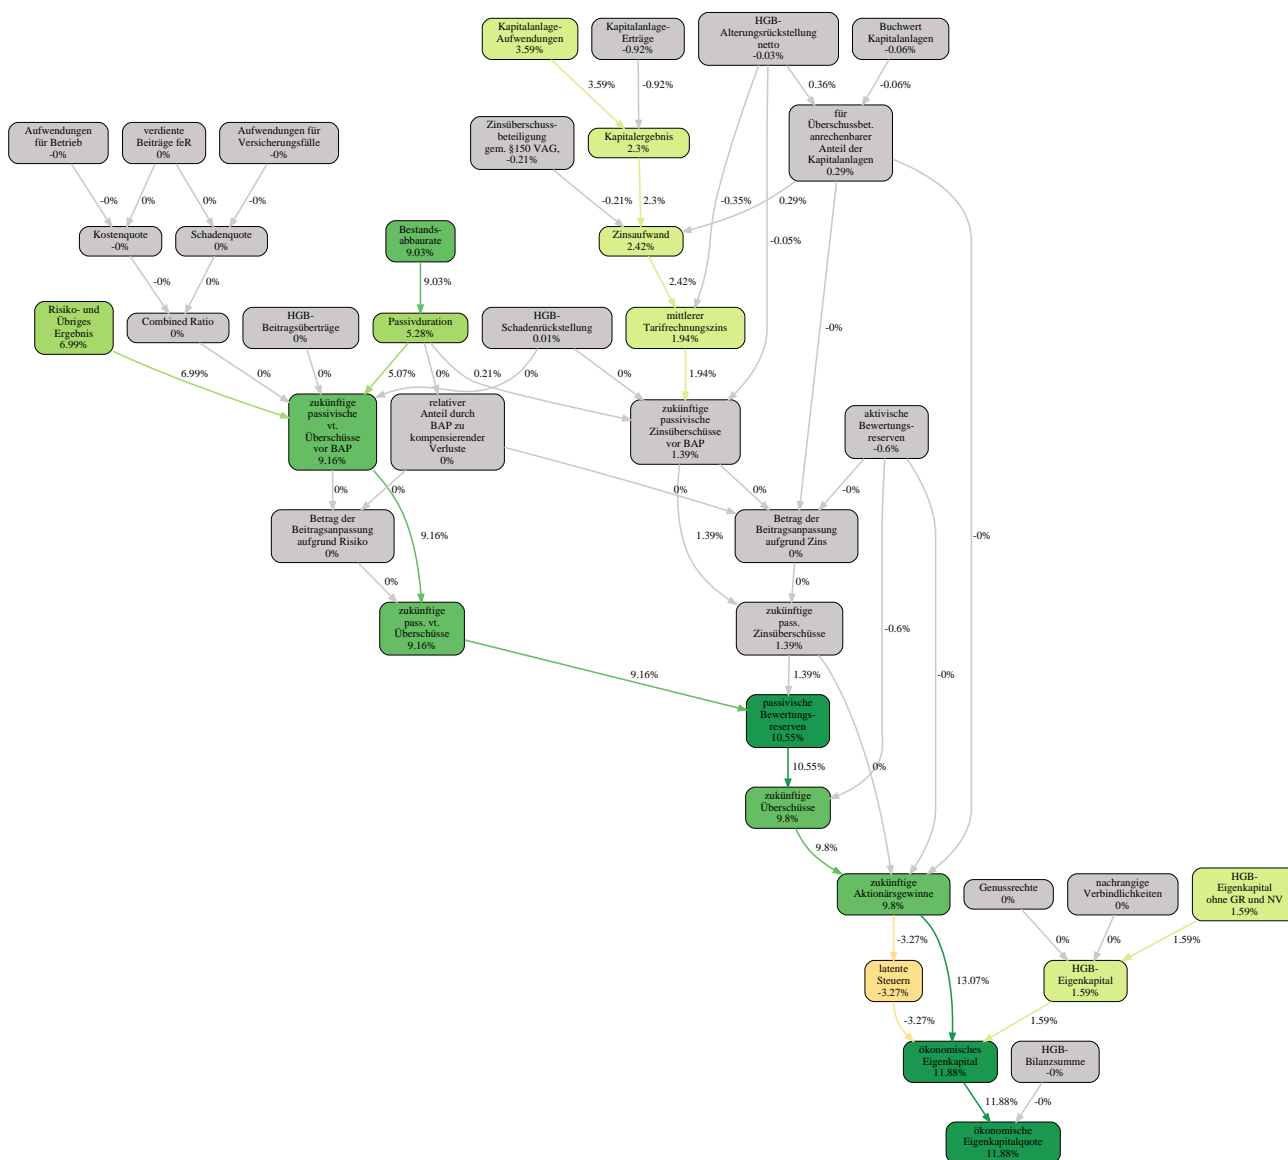 Kapitalanlage-
Aufwendungen
3.59%
Kapitalanlage-
Erträge
-0.92%
HGB-
Alterungsrückstellung
netto
-0.03%
Buchwert
Kapitalanlagen
-0.06%
3.59%
-0.92%
0.36%
-0.06%
Aufwendungen
für Betrieb
-0%
verdiente
Beiträge feR
0%
Aufwendungen für
Versicherungsfälle
-0%
Zinsüberschuss-
beteiligung
gem. §150 VAG,
-0.21%
Kapitalergebnis
2.3%
für
Überschussbet.
anrechenbarer
Anteil der
Kapitalanlagen
0.29%
-0%
0%
0%
-0%
-0.21%
2.3%
-0.35%
0.29%
-0.05%
Kostenquote
-0%
Schadenquote
0%
Bestands-
abbaurate
9.03%
Zinsaufwand
2.42%
-0%
0%
9.03%
2.42%
-0%
Risiko- und
Übriges
Ergebnis
6.99%
Combined Ratio
0%
HGB-
Beitragsüberträge
0%
Passivduration
5.28%
HGB-
Schadenrückstellung
0.01%
mittlerer
Tarifrechnungszins
1.94%
6.99%
0%
0%
5.07%
0%
0.21%
0%
0%
1.94%
zukünftige
passivische
vt.
Überschüsse
vor BAP
9.16%
relativer
Anteil durch
BAP zu
kompensierender
Verluste
0%
zukünftige
passivische
Zinsüberschüsse
vor BAP
1.39%
aktivische
Bewertungs-
reserven
-0.6%
0%
0%
0%
0%
-0%
Betrag der
Beitragsanpassung
aufgrund Risiko
0%
9.16%
1.39%
Betrag der
Beitragsanpassung
aufgrund Zins
0%
-0%
0%
0%
zukünftige
pass. vt.
Überschüsse
9.16%
zukünftige
pass.
Zinsüberschüsse
1.39%
-0.6%
9.16%
1.39%
-0%
passivische
Bewertungs-
reserven
10.55%
10.55%
0%
zukünftige
Überschüsse
9.8%
9.8%
zukünftige
Aktionärsgewinne
9.8%
Genussrechte
0%
nachrangige
Verbindlichkeiten
0%
HGB-
Eigenkapital
ohne GR und NV
1.59%
-3.27%
0%
0%
1.59%
latente
Steuern
-3.27%
13.07%
HGB-
Eigenkapital
1.59%
-3.27%
1.59%
ökonomisches
Eigenkapital
11.88%
HGB-
Bilanzsumme
-0%
11.88%
-0%
ökonomische
Eigenkapitalquote
11.88%